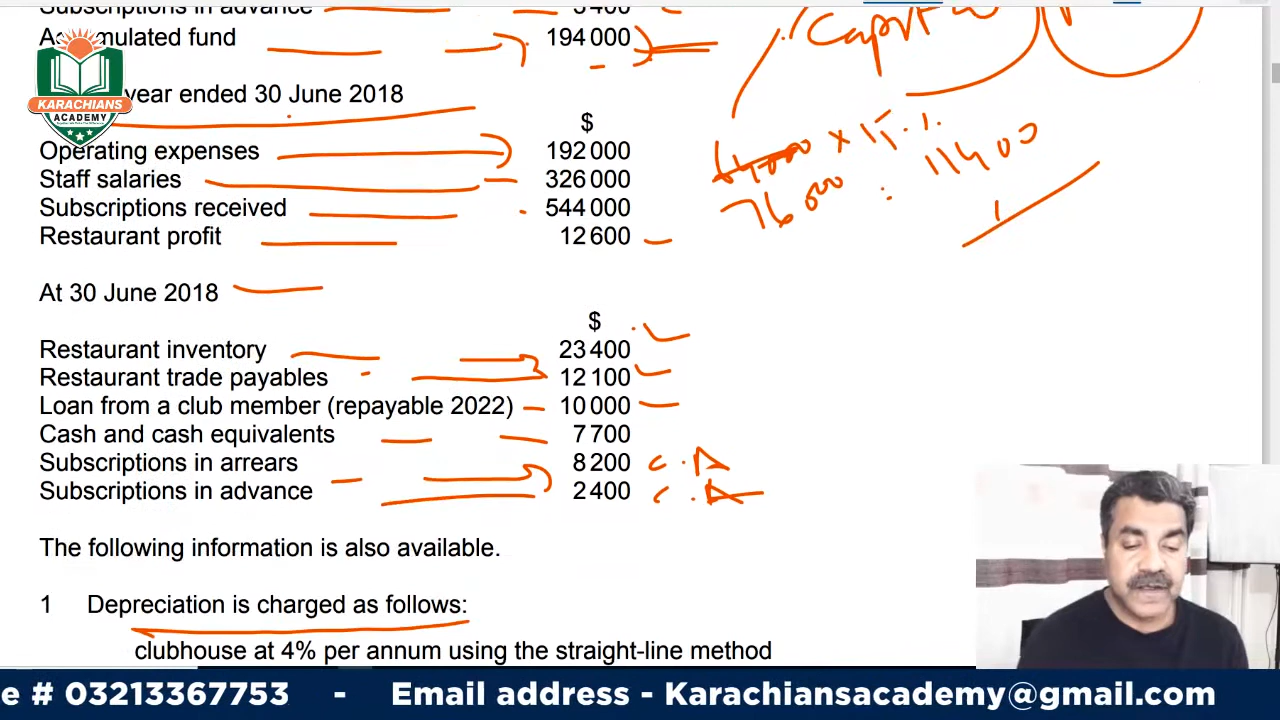 Subscriptions in advance 3 400
Accumulated fund 194 000
CapitEx
KARACHIANS
ACADEMY
year ended 30 June 2018
$
Operating expenses 192 000
Staff salaries 326 000
Subscriptions received 544 000
Restaurant profit 12 600
64000 x 15 %
76000 : 11400
At 30 June 2018
$
Restaurant inventory 23 400
Restaurant trade payables 12 100
Loan from a club member (repayable 2022) 10 000
Cash and cash equivalents 7 700
Subscriptions in arrears 8 200 C.A
Subscriptions in advance 2 400 C.
The following information is also available.
1 Depreciation is charged as follows:
clubhouse at 4% per annum using the straight-line method
e # 03213367753 - Email address - Karachiansacademy@gmail.com